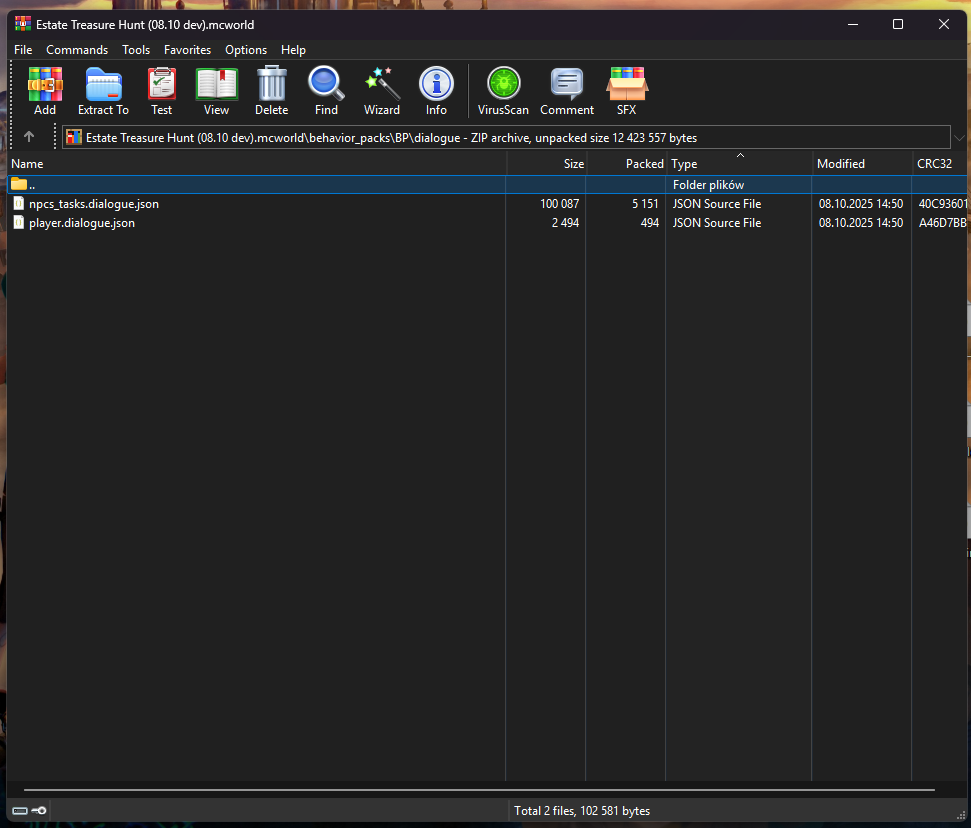 Estate Treasure Hunt (08.10 dev).mcworld
File Commands Tools Favorites Options Help
Add Extract To Test View Delete Find Wizard Info VirusScan Comment SFX
Estate Treasure Hunt (08.10 dev).mcworld\behavior_packs\BP\dialogue - ZIP archive, unpacked size 12 423 557 bytes
Name Size Packed Type Modified CRC32
.. Folder plików
npcs_tasks.dialogue.json 100 087 5 151 JSON Source File 08.10.2025 14:50 40C93601
player.dialogue.json 2 494 494 JSON Source File 08.10.2025 14:50 A46D7BB
Total 2 files, 102 581 bytes